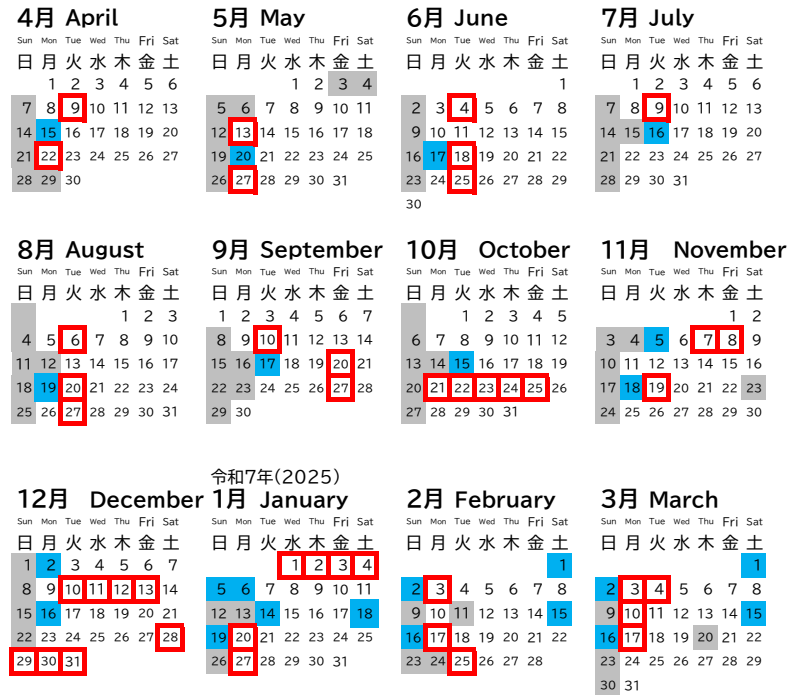 4月 April
Sun Mon Tue Wed Thu Fri Sat
日 月 火 水 木 金 土
1 2 3 4 5 6
7 8 9 10 11 12 13
14 15 16 17 18 19 20
21 22 23 24 25 26 27
28 29 30
5月 May
Sun Mon Tue Wed Thu Fri Sat
日 月 火 水 木 金 土
1 2 3 4
5 6 7 8 9 10 11
12 13 14 15 16 17 18
19 20 21 22 23 24 25
26 27 28 29 30 31
6月 June
Sun Mon Tue Wed Thu Fri Sat
日 月 火 水 木 金 土
1
2 3 4 5 6 7 8
9 10 11 12 13 14 15
16 17 18 19 20 21 22
23 24 25 26 27 28 29
30
7月 July
Sun Mon Tue Wed Thu Fri Sat
日 月 火 水 木 金 土
1 2 3 4 5 6
7 8 9 10 11 12 13
14 15 16 17 18 19 20
21 22 23 24 25 26 27
28 29 30 31
8月 August
Sun Mon Tue Wed Thu Fri Sat
日 月 火 水 木 金 土
1 2 3
4 5 6 7 8 9 10
11 12 13 14 15 16 17
18 19 20 21 22 23 24
25 26 27 28 29 30 31
9月 September
Sun Mon Tue Wed Thu Fri Sat
日 月 火 水 木 金 土
1 2 3 4 5 6 7
8 9 10 11 12 13 14
15 16 17 18 19 20 21
22 23 24 25 26 27 28
29 30
10月 October
Sun Mon Tue Wed Thu Fri Sat
日 月 火 水 木 金 土
1 2 3 4 5
6 7 8 9 10 11 12
13 14 15 16 17 18 19
20 21 22 23 24 25 26
27 28 29 30 31
11月 November
Sun Mon Tue Wed Thu Fri Sat
日 月 火 水 木 金 土
1 2
3 4 5 6 7 8 9
10 11 12 13 14 15 16
17 18 19 20 21 22 23
24 25 26 27 28 29 30
12月 December
Sun Mon Tue Wed Thu Fri Sat
日 月 火 水 木 金 土
1 2 3 4 5 6 7
8 9 10 11 12 13 14
15 16 17 18 19 20 21
22 23 24 25 26 27 28
29 30 31
令和7年(2025)
1月 January
Sun Mon Tue Wed Thu Fri Sat
日 月 火 水 木 金 土
1 2 3 4
5 6 7 8 9 10 11
12 13 14 15 16 17 18
19 20 21 22 23 24 25
26 27 28 29 30 31
2月 February
Sun Mon Tue Wed Thu Fri Sat
日 月 火 水 木 金 土
1
2 3 4 5 6 7 8
9 10 11 12 13 14 15
16 17 18 19 20 21 22
23 24 25 26 27 28
3月 March
Sun Mon Tue Wed Thu Fri Sat
日 月 火 水 木 金 土
1
2 3 4 5 6 7 8
9 10 11 12 13 14 15
16 17 18 19 20 21 22
23 24 25 26 27 28 29
30 31